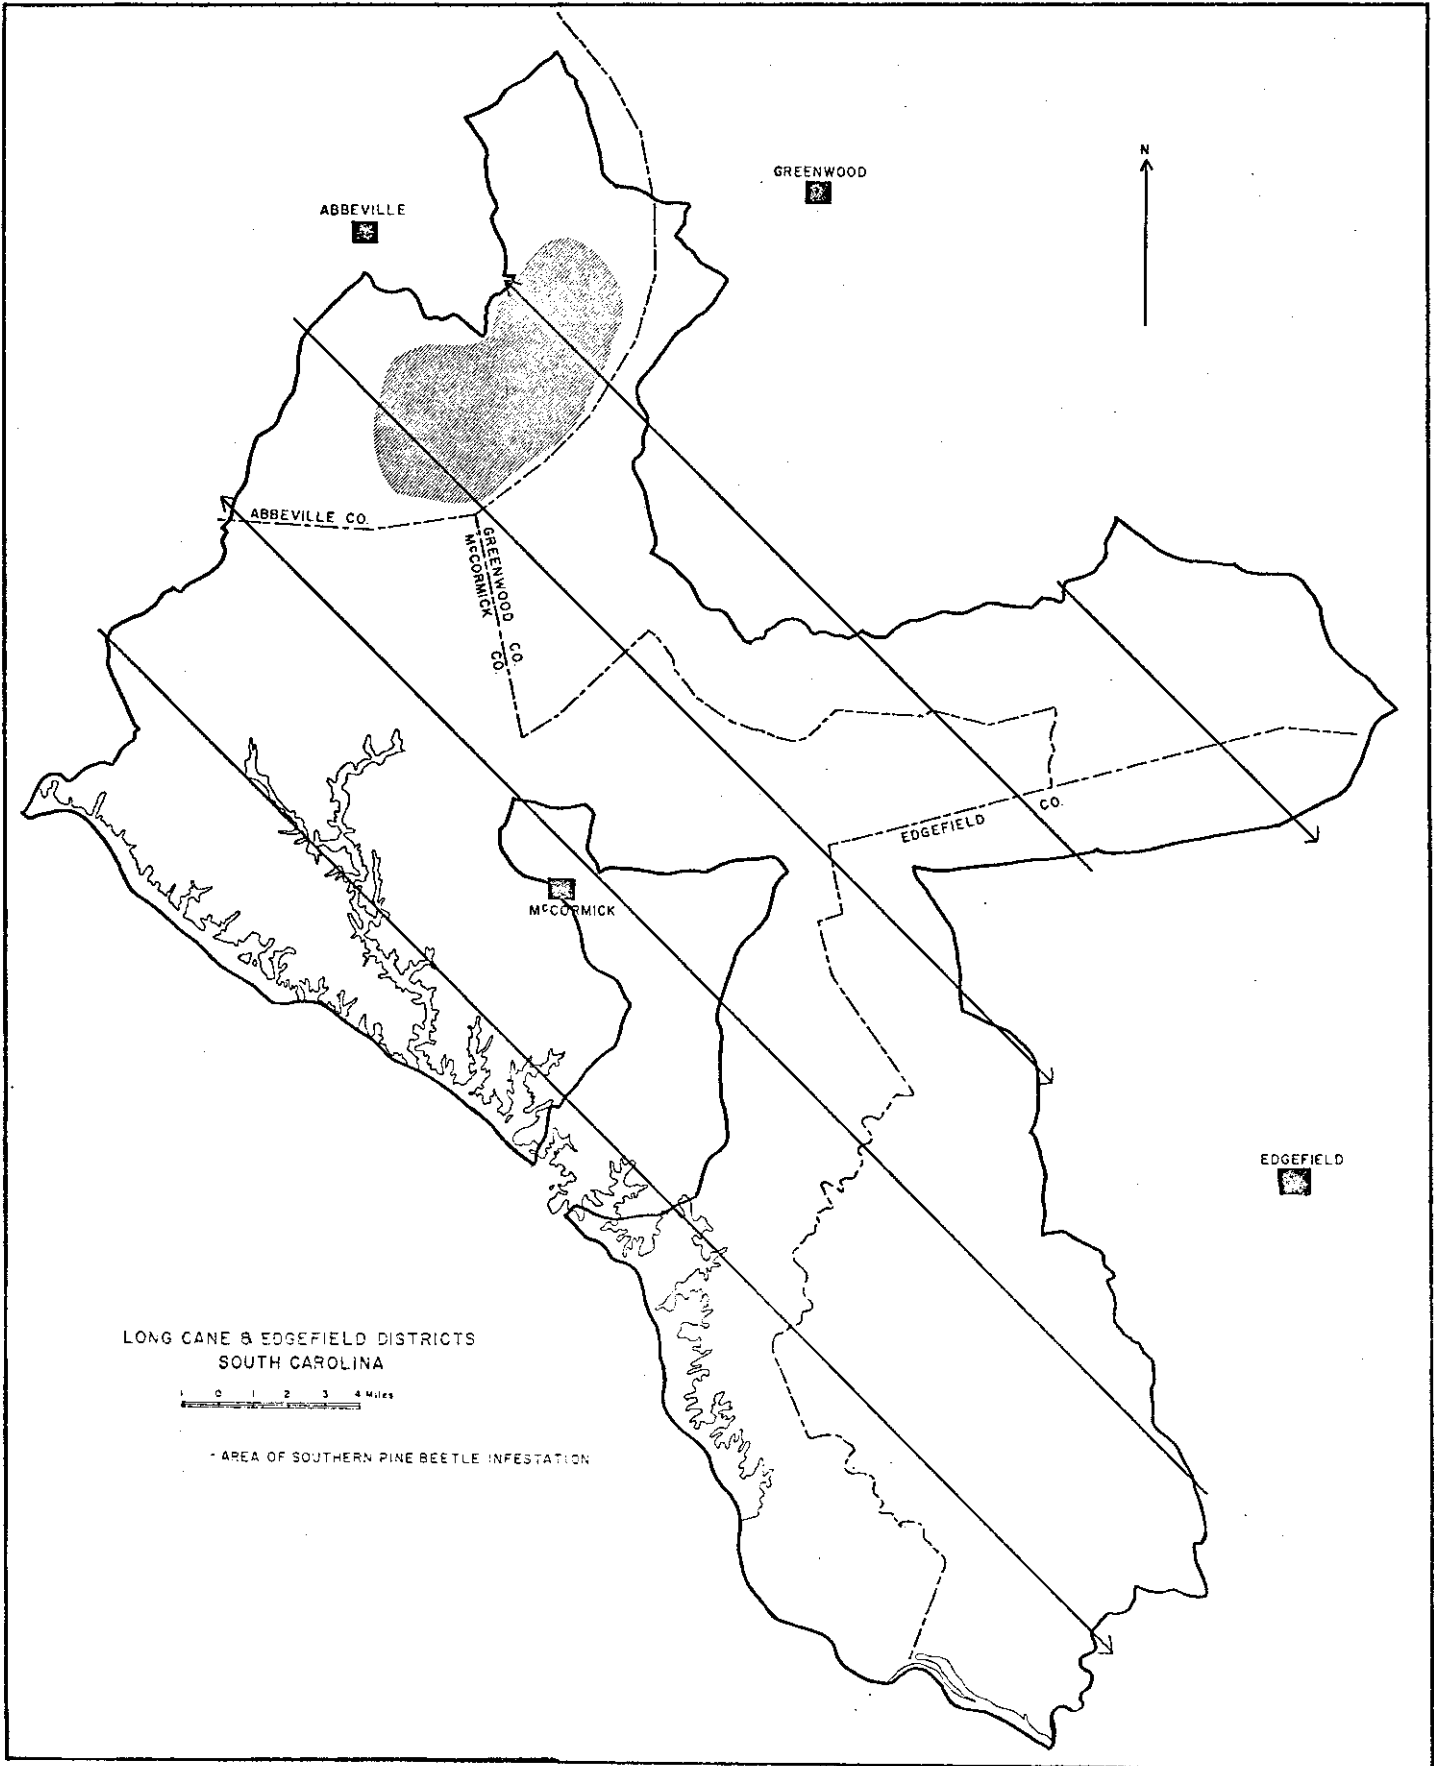 N
GREENWOOD
ABBEVILLE
ABBEVILLE CO.
GREENWOOD CO.
McCORMICK CO.
EDGEFIELD CO.
McCORMICK
EDGEFIELD
LONG CANE & EDGEFIELD DISTRICTS
SOUTH CAROLINA
1 0 1 2 3 4 Miles
- AREA OF SOUTHERN PINE BEETLE INFESTATION